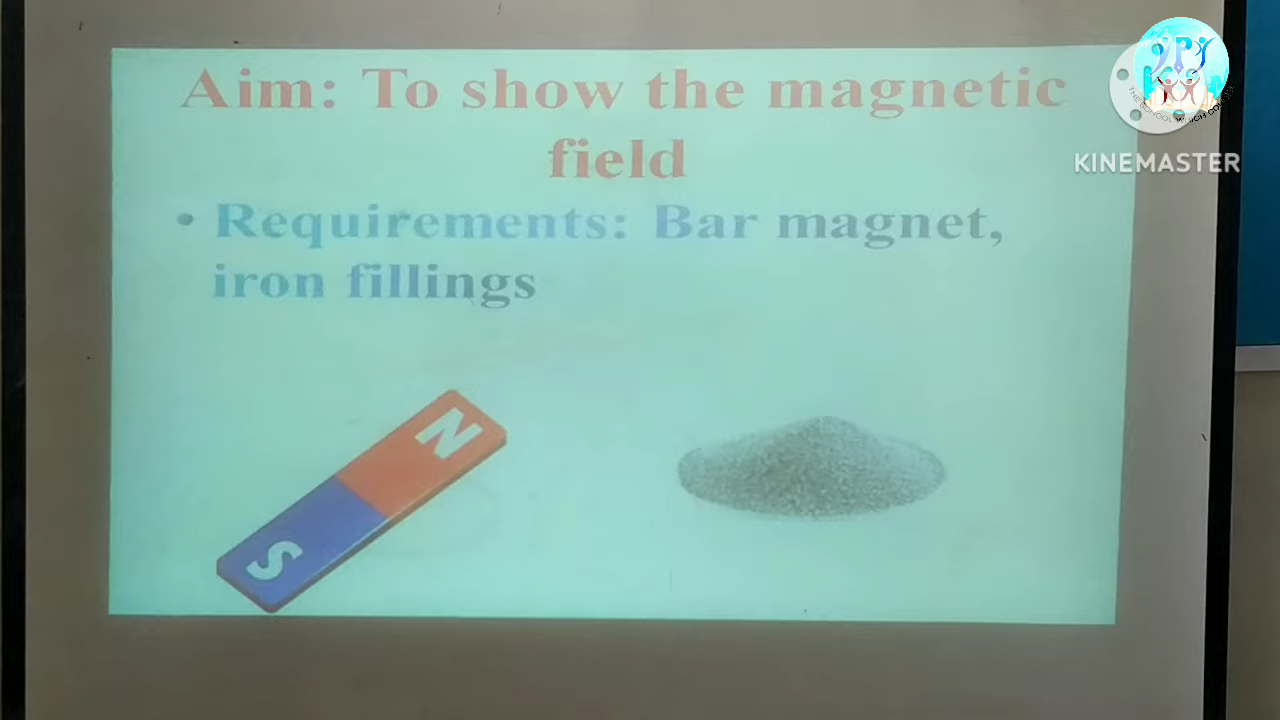 Aim: To show the magnetic
field
• Requirements: Bar magnet,
iron fillings
N
S
KINEMASTER